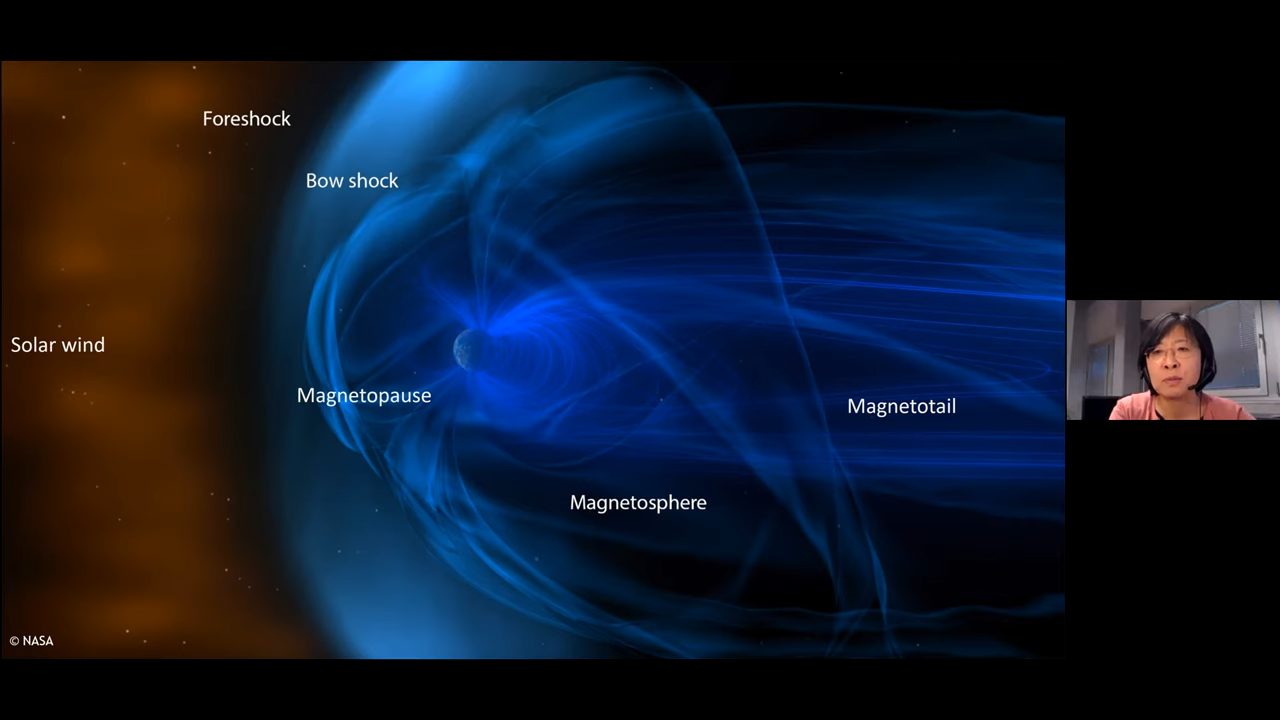 Foreshock
Bow shock
Solar wind
Magnetopause
Magnetotail
Magnetosphere
© NASA